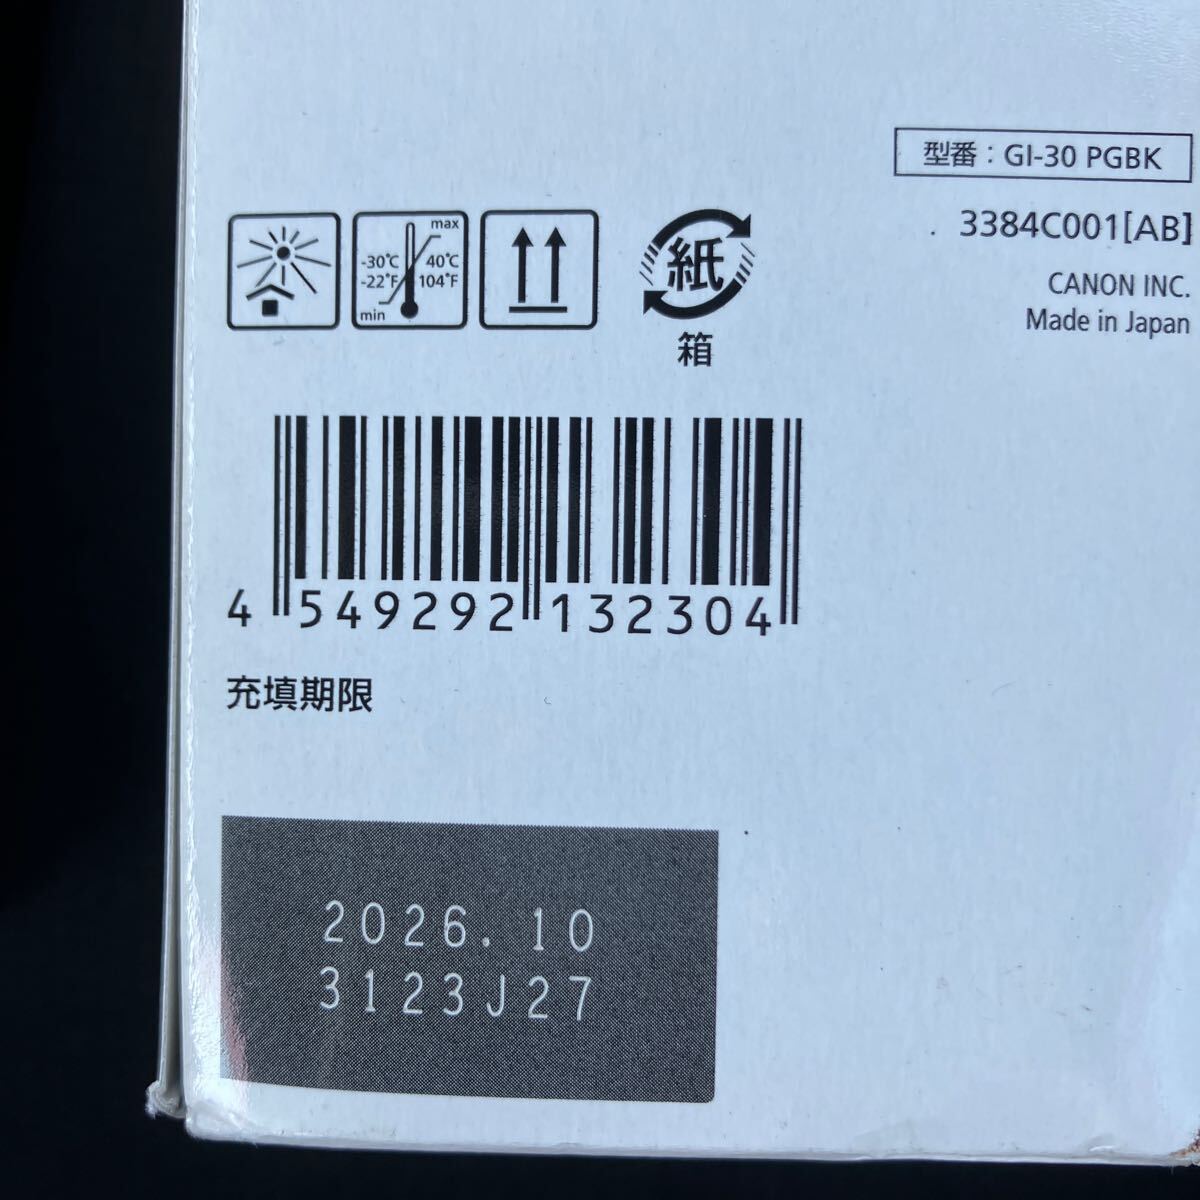 型番：GI-30 PGBK
3384C001[AB]
CANON INC.
Made in Japan
max
-30℃ 40℃
-22°F 104°F
min
紙
箱
4 549292 132304
充填期限
2026.10
3123J27